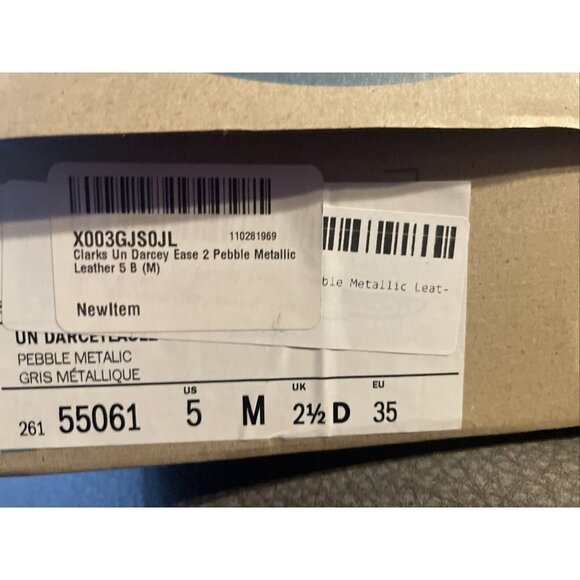 X003GJS0JL 110281969
Clarks Un Darcey Ease 2 Pebble Metallic
Leather 5 B (M)
NewItem
ble Metallic Leat-
UN
PEBBLE METALIC
GRIS MÉTALLIQUE
US UK EU
261 55061 5 M 2½ D 35